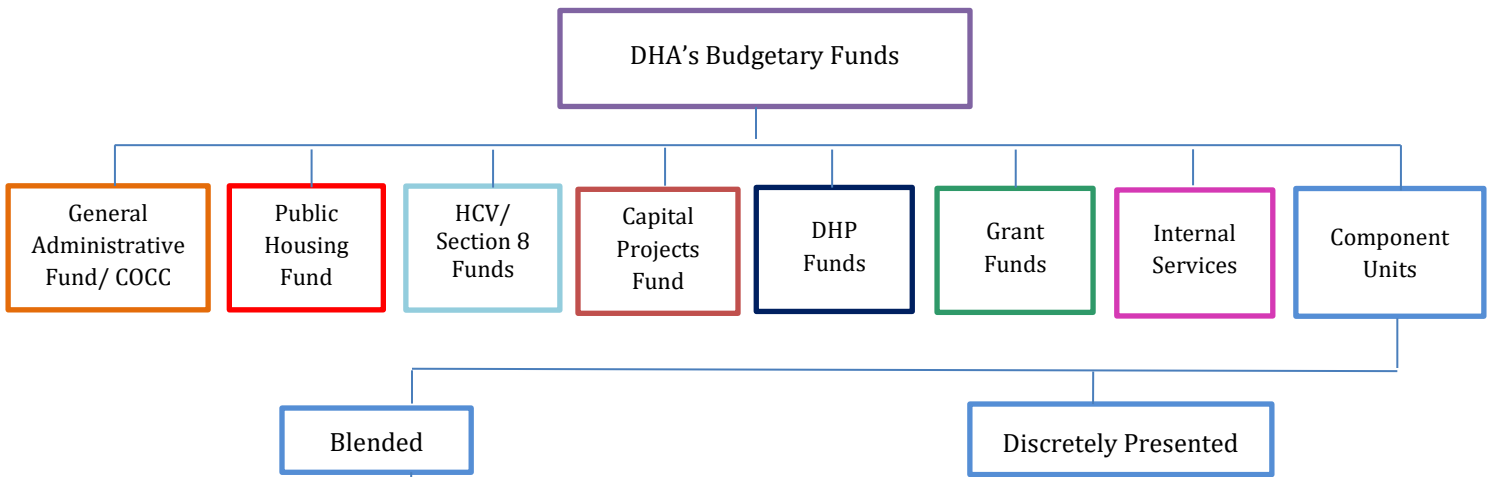 DHA’s Budgetary Funds
General
Administrative
Fund/ COCC
Public
Housing
Fund
HCV/
Section 8
Funds
Capital
Projects
Fund
DHP
Funds
Grant
Funds
Internal
Services
Component
Units
Blended
Discretely Presented